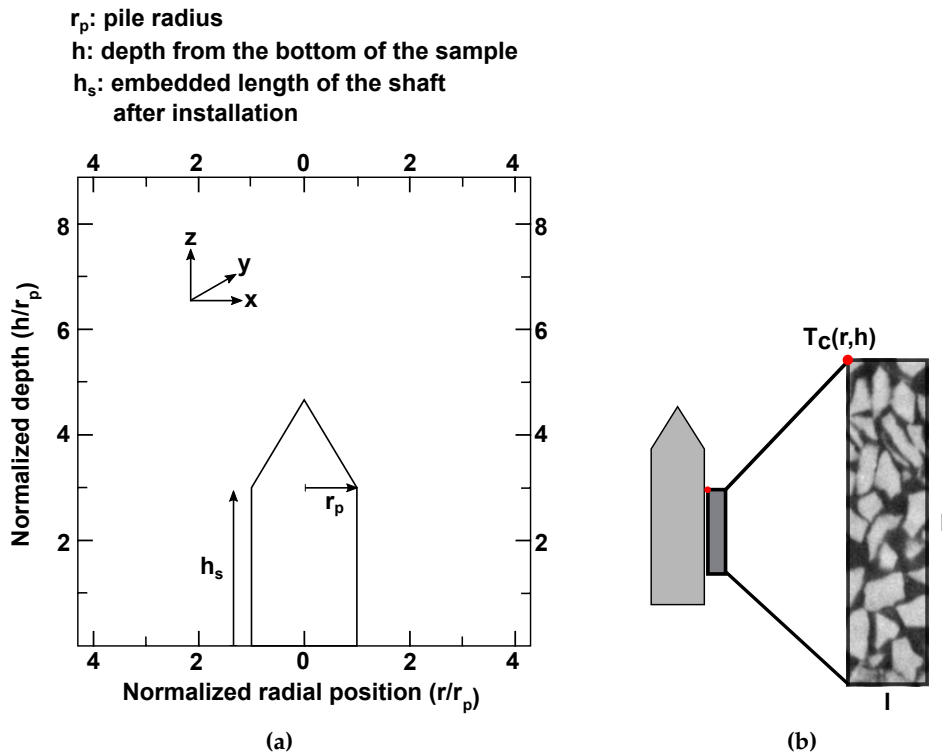 r_p: pile radius
h: depth from the bottom of the sample
h_s: embedded length of the shaft
after installation
4 2 0 2 4
8 8
z
y
x
6 6
T_C(r,h)
4 4
r_p
2 2
h_s
Normalized depth (h/r_p)
4 2 0 2 4
l
Normalized radial position (r/r_p)
(a) (b)